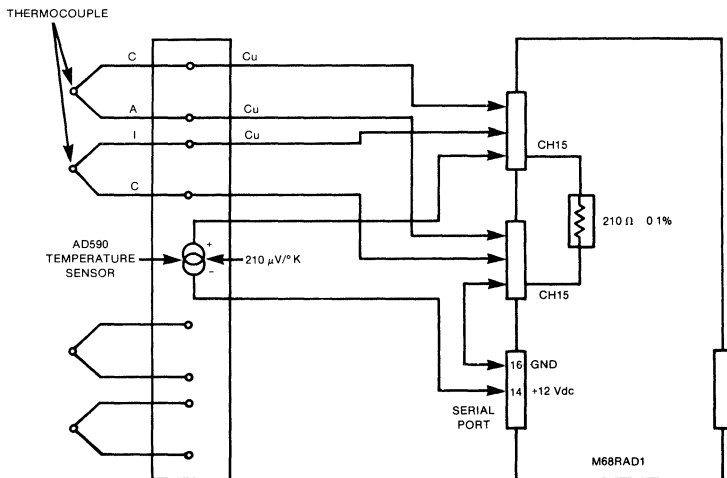 THERMOCOUPLE
C Cu
A Cu
I Cu
CH15
C
210 Ω 0 1%
AD590
TEMPERATURE
SENSOR
+
210 μV/° K
−
CH15
16 GND
14 +12 Vdc
SERIAL
PORT
M68RAD1